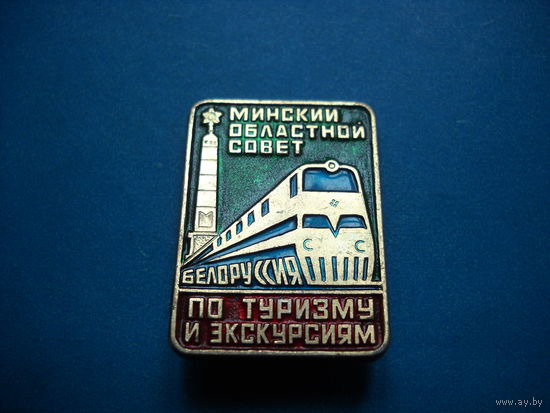 МИНСКИЙ
ОБЛАСТНОЙ
СОВЕТ
С С
БЕЛОРУССИЯ
ПО ТУРИЗМУ
И ЭКСКУРСИЯМ
www.ay.by